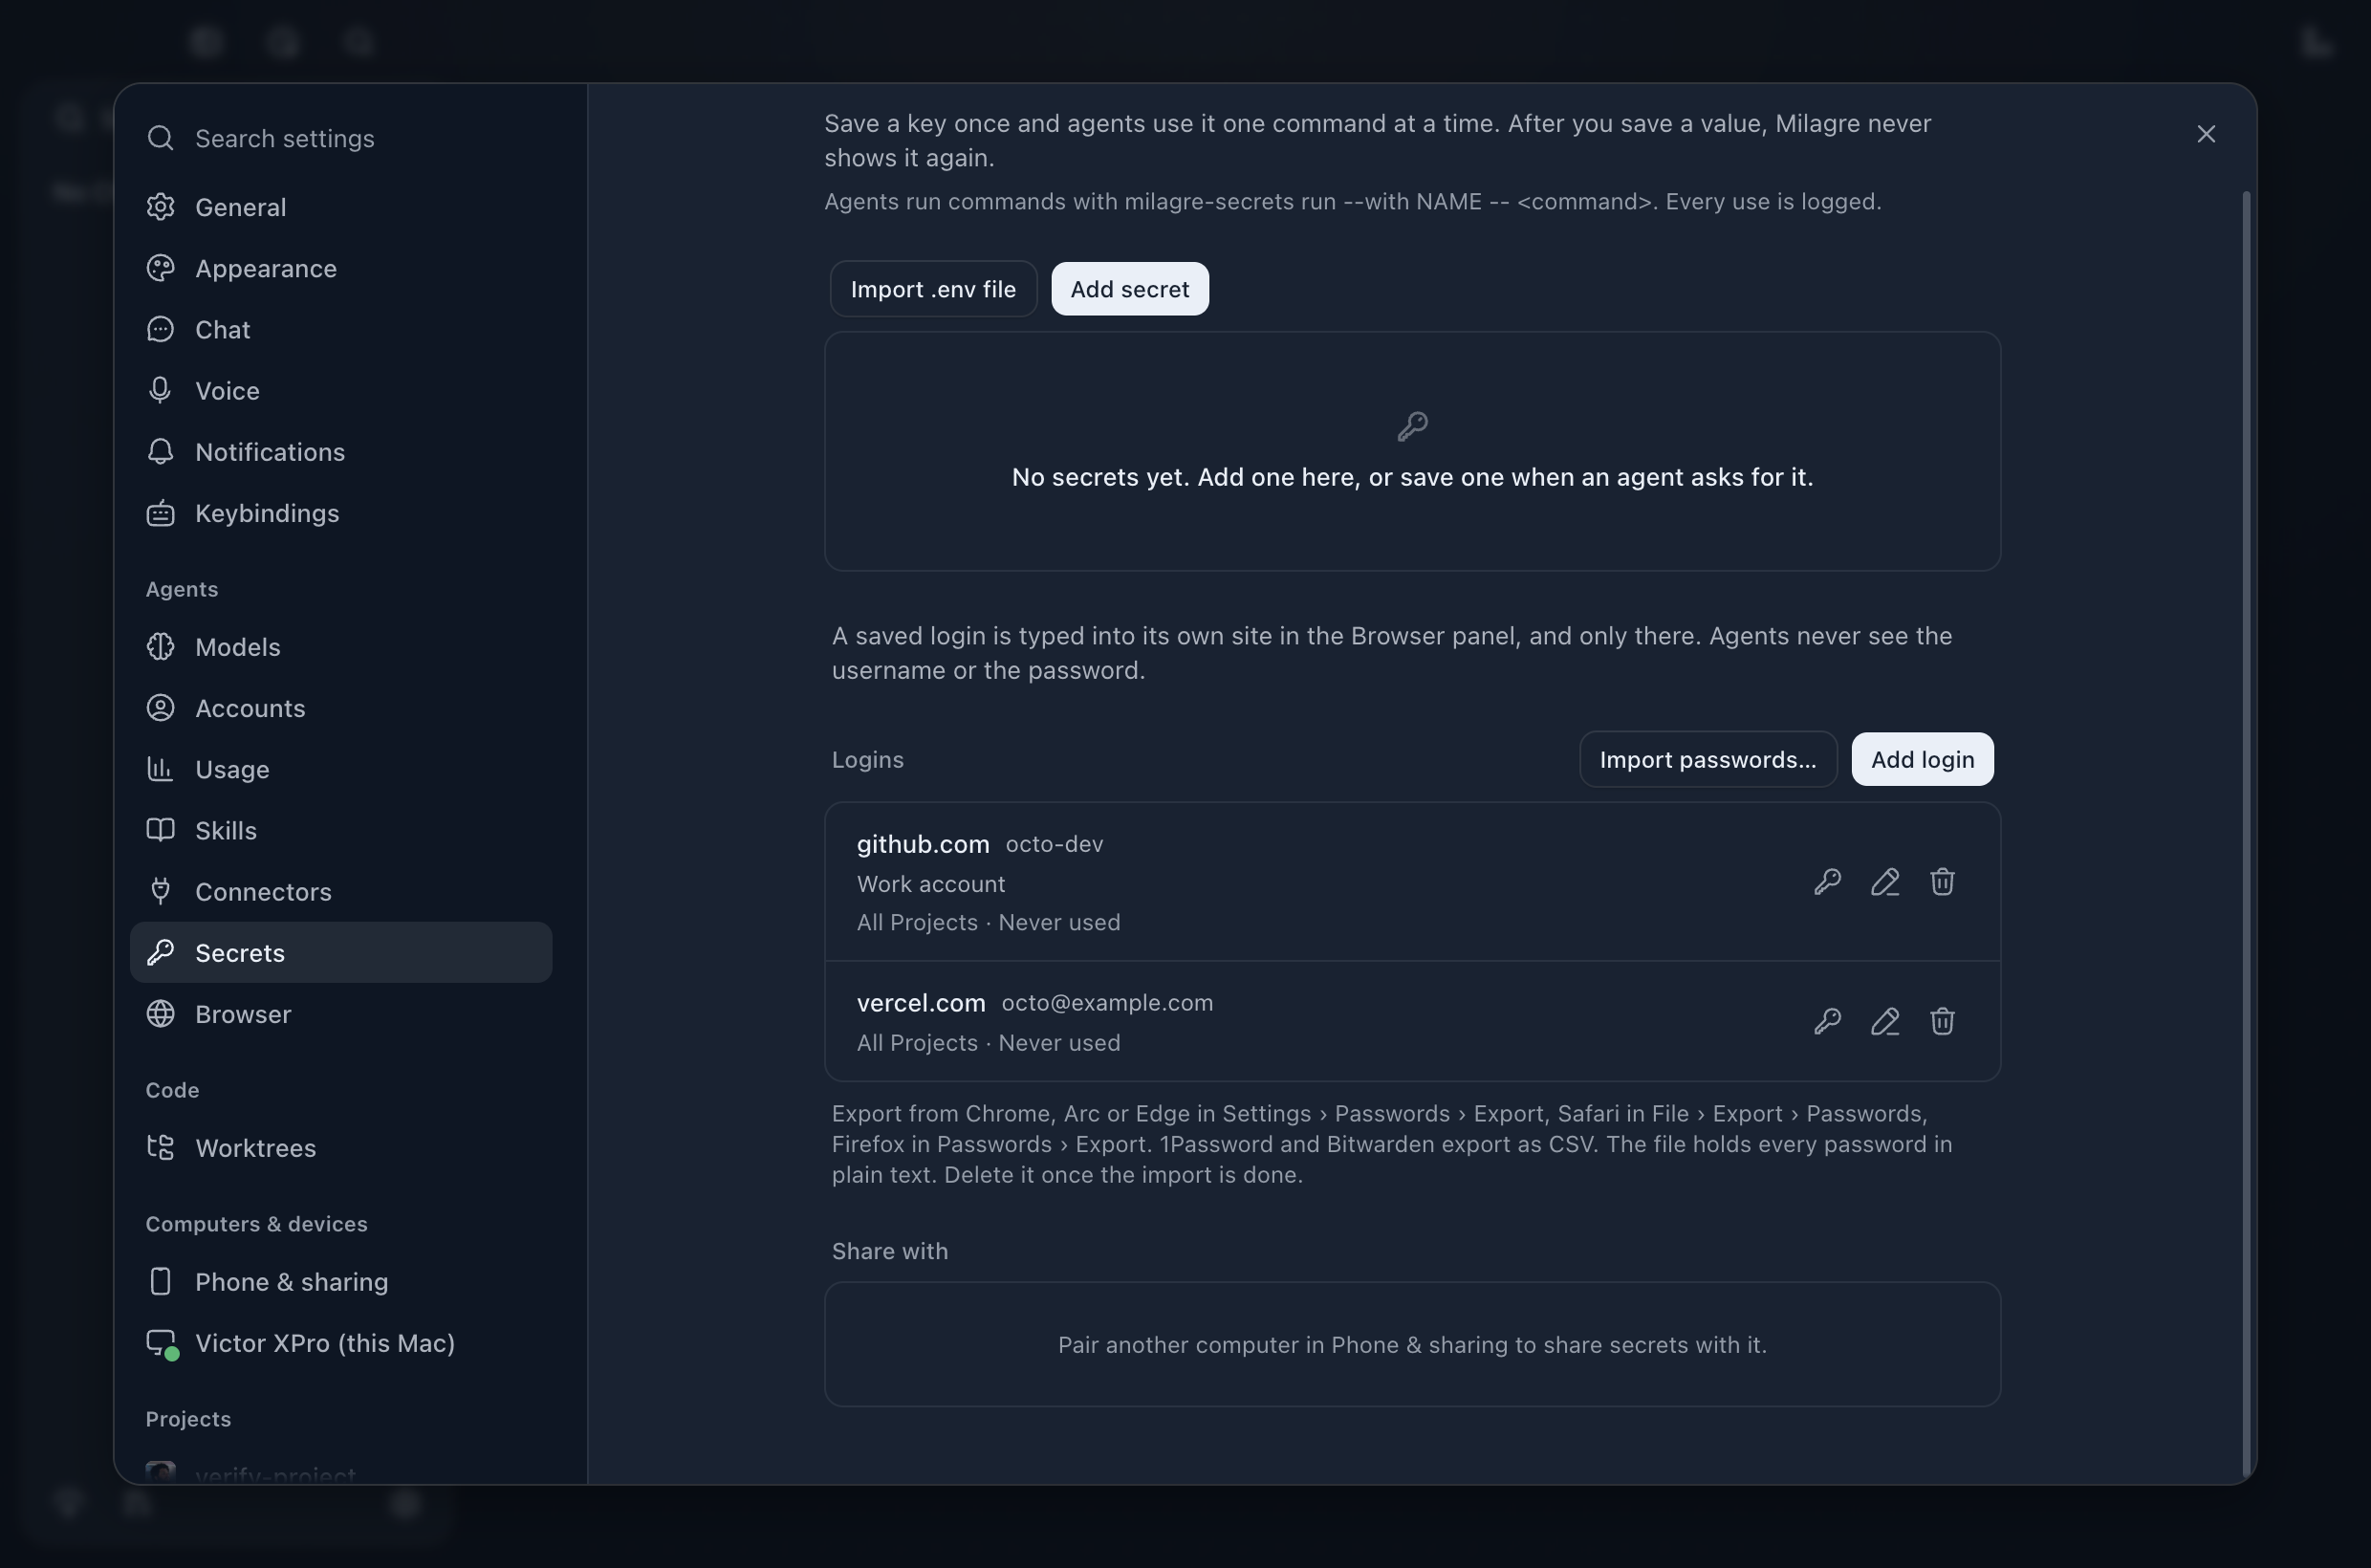 Search settings
General
Appearance
Chat
Voice
Notifications
Keybindings
Agents
Models
Accounts
Usage
Skills
Connectors
Secrets
Browser
Code
Worktrees
Computers & devices
Phone & sharing
Victor XPro (this Mac)
Projects
verify-project
Save a key once and agents use it one command at a time. After you save a value, Milagre never
shows it again.
Agents run commands with milagre-secrets run --with NAME -- <command>. Every use is logged.
Import .env file
Add secret
No secrets yet. Add one here, or save one when an agent asks for it.
A saved login is typed into its own site in the Browser panel, and only there. Agents never see the
username or the password.
Logins
Import passwords...
Add login
github.com octo-dev
Work account
All Projects · Never used
vercel.com octo@example.com
All Projects · Never used
Export from Chrome, Arc or Edge in Settings › Passwords › Export, Safari in File › Export › Passwords,
Firefox in Passwords › Export. 1Password and Bitwarden export as CSV. The file holds every password in
plain text. Delete it once the import is done.
Share with
Pair another computer in Phone & sharing to share secrets with it.